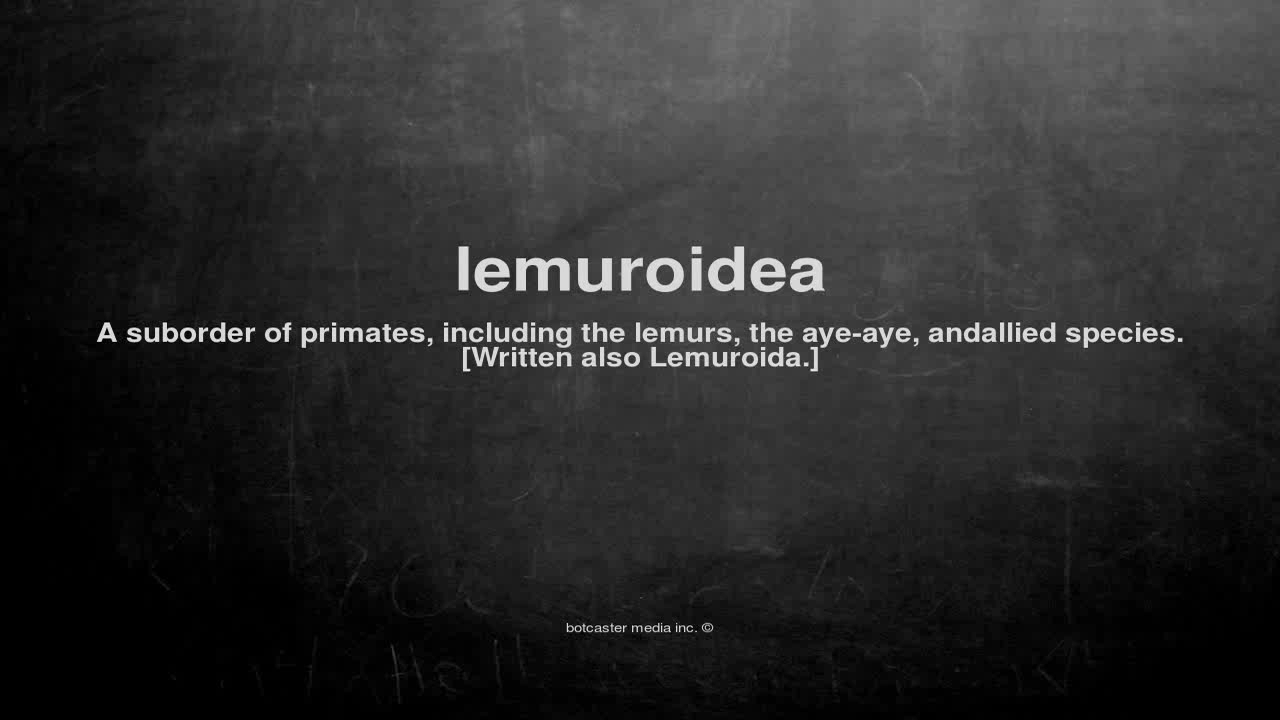 lemuroidea
A suborder of primates, including the lemurs, the aye-aye, andallied species.
[Written also Lemuroida.]
botcaster media inc. ©